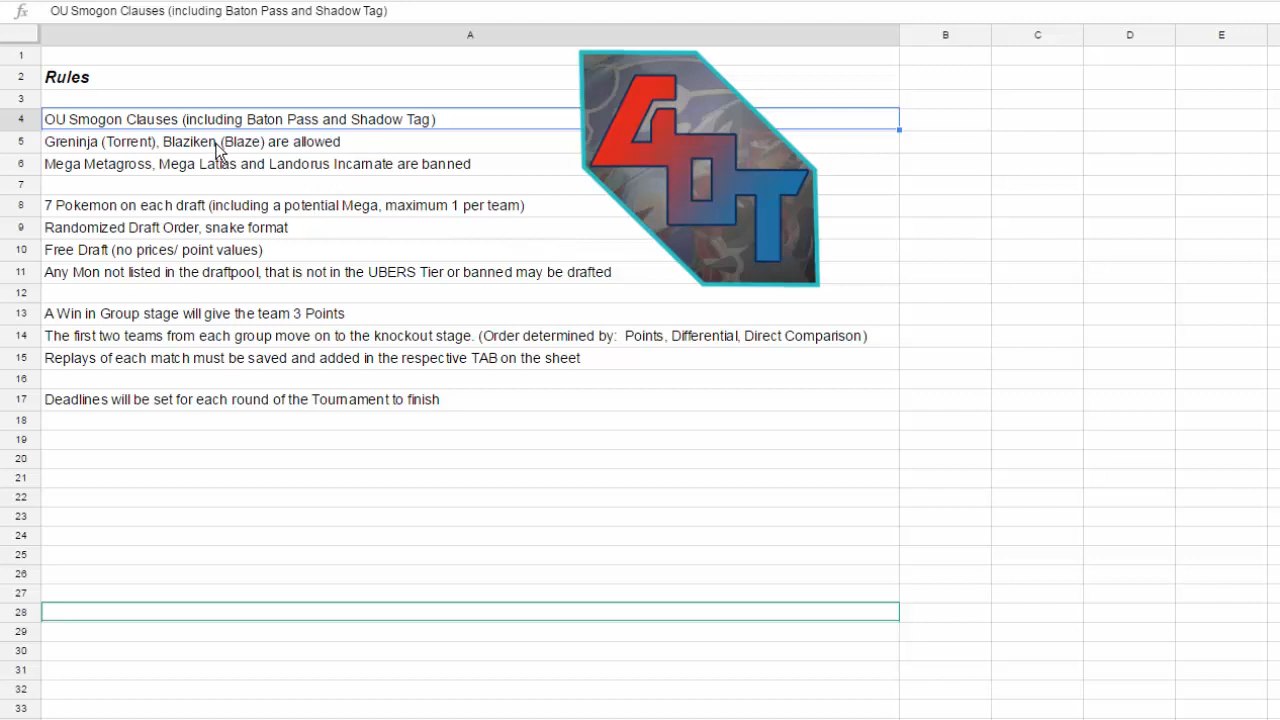 fx OU Smogon Clauses (including Baton Pass and Shadow Tag)
A B C D E
1
2 Rules
3
4 OU Smogon Clauses (including Baton Pass and Shadow Tag)
5 Greninja (Torrent), Blaziken (Blaze) are allowed
6 Mega Metagross, Mega Latias and Landorus Incarnate are banned
7
8 7 Pokemon on each draft (including a potential Mega, maximum 1 per team)
9 Randomized Draft Order, snake format
10 Free Draft (no prices/ point values)
11 Any Mon not listed in the draftpool, that is not in the UBERS Tier or banned may be drafted
12
13 A Win in Group stage will give the team 3 Points
14 The first two teams from each group move on to the knockout stage. (Order determined by: Points, Differential, Direct Comparison)
15 Replays of each match must be saved and added in the respective TAB on the sheet
16
17 Deadlines will be set for each round of the Tournament to finish
18
19
20
21
22
23
24
25
26
27
28
29
30
31
32
33